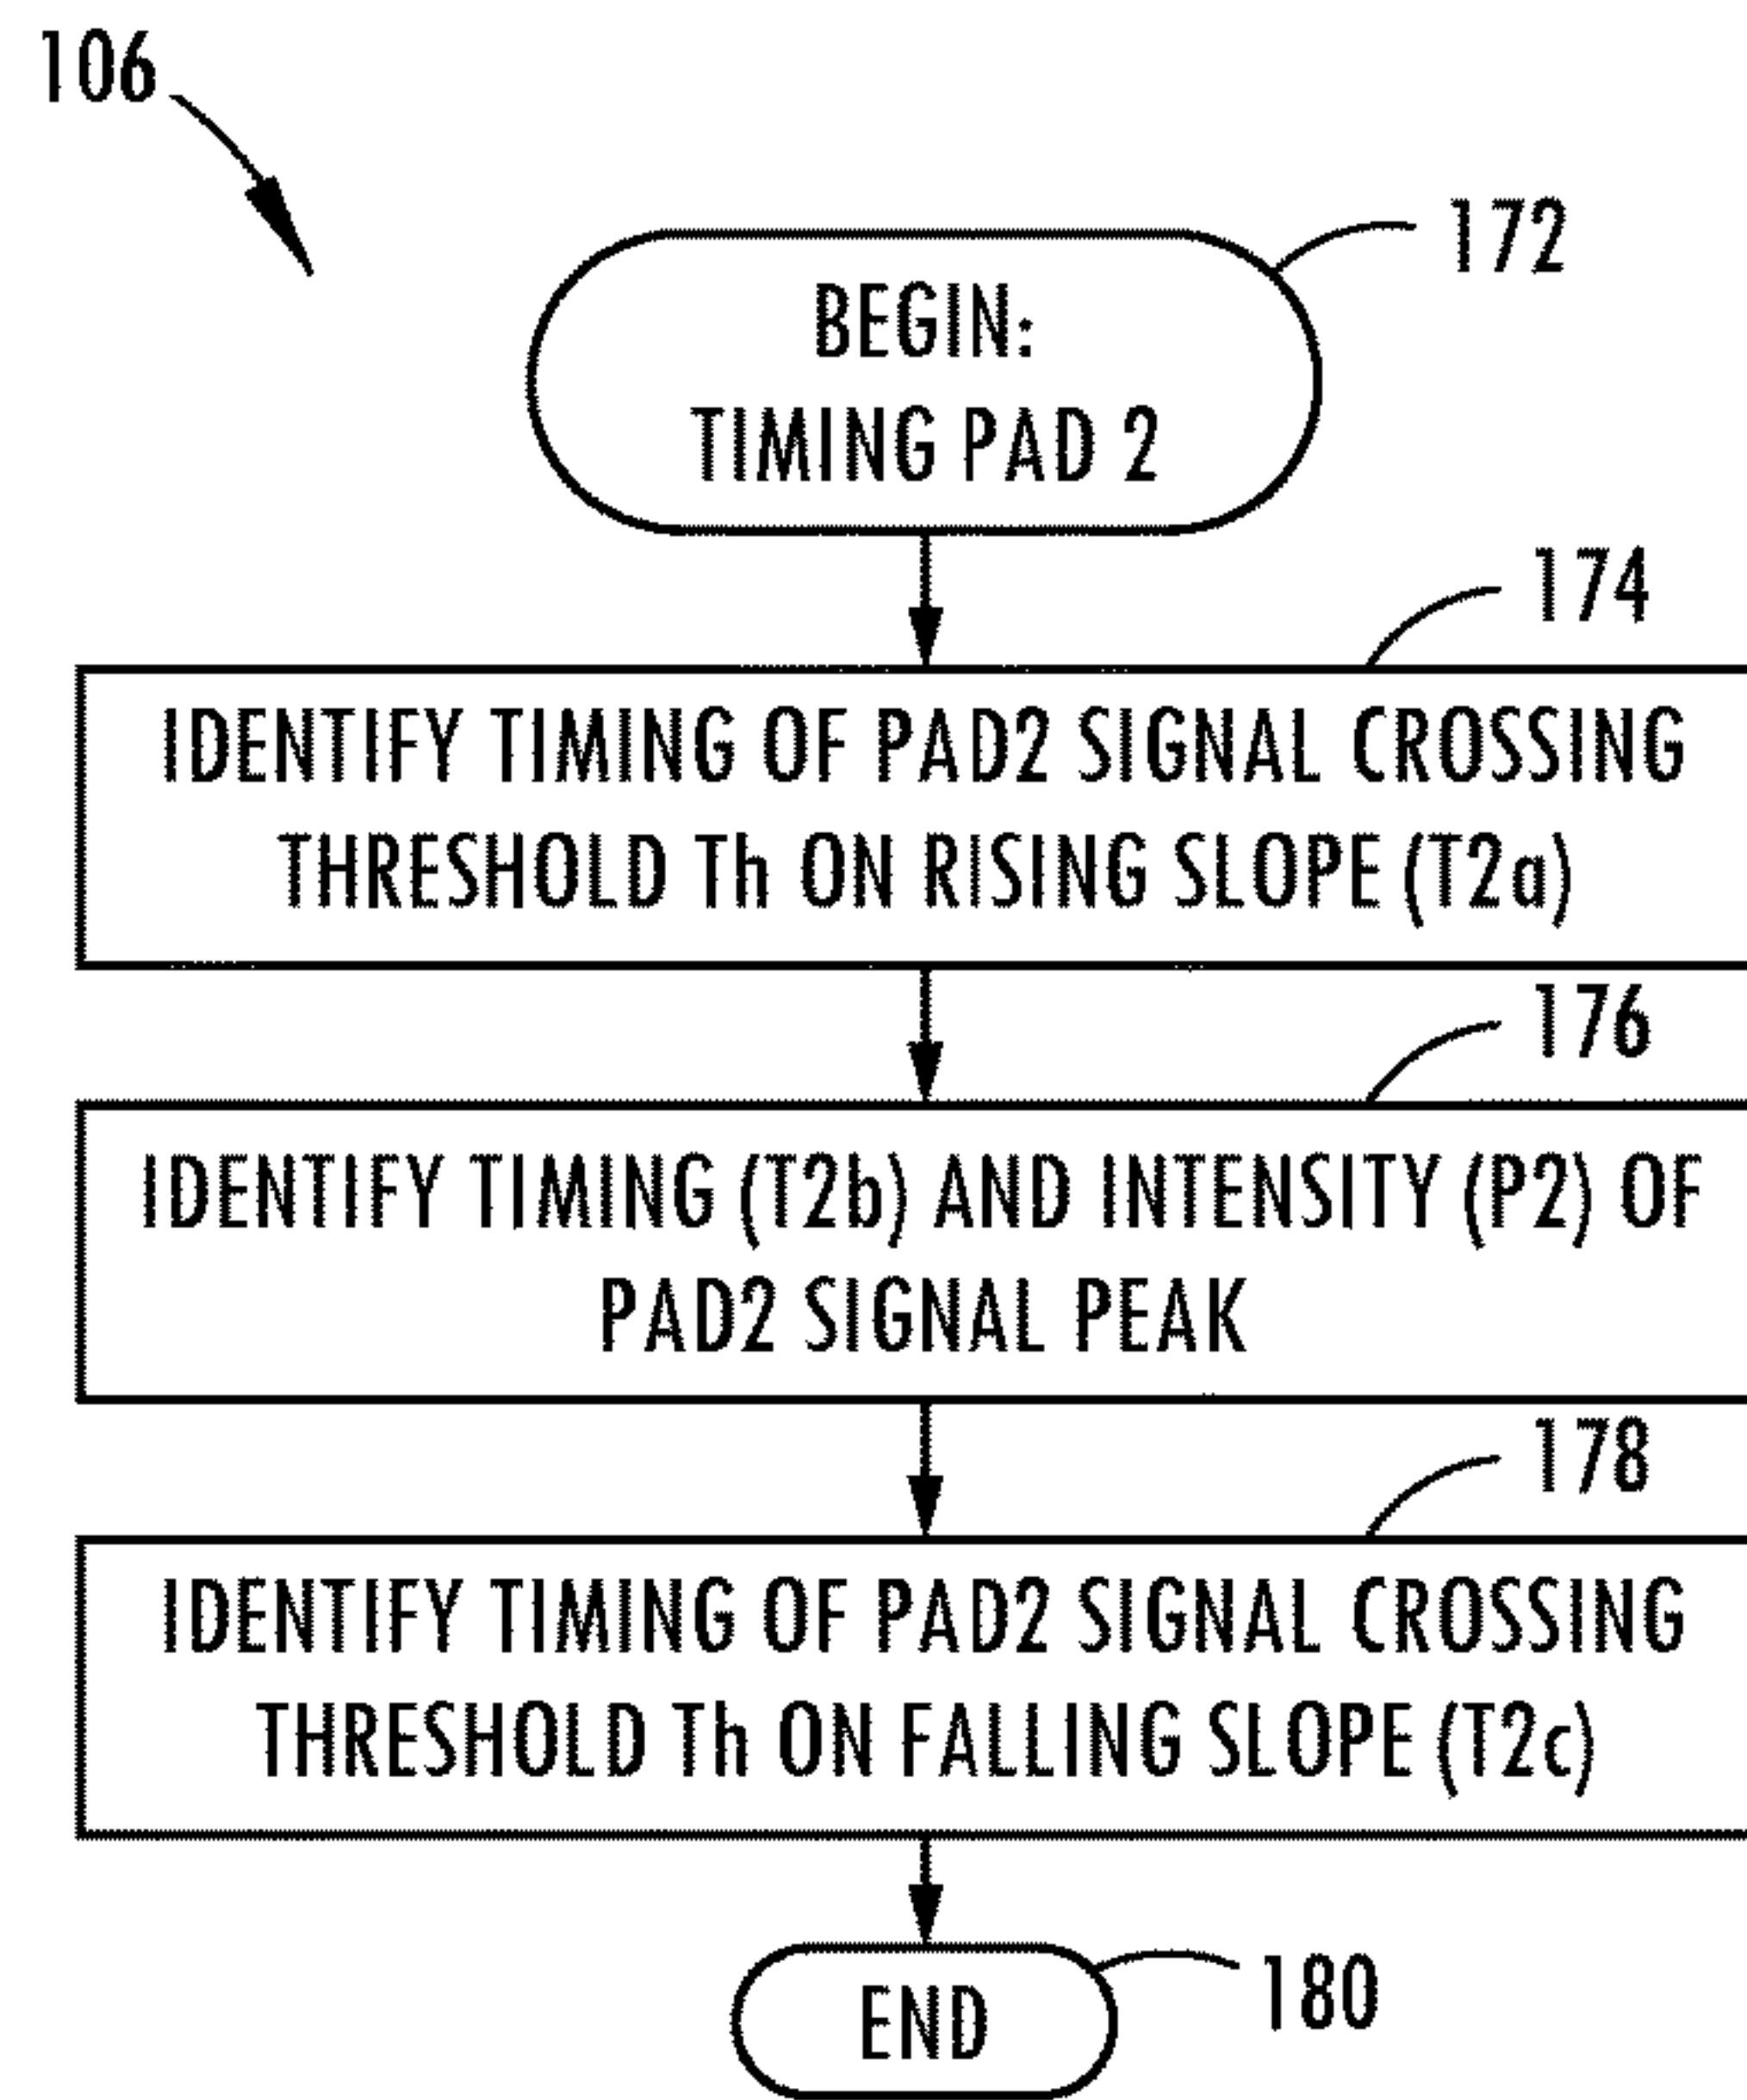 106
172
BEGIN:
TIMING PAD 2
174
IDENTIFY TIMING OF PAD2 SIGNAL CROSSING
THRESHOLD Th ON RISING SLOPE (T2a)
176
IDENTIFY TIMING (T2b) AND INTENSITY (P2) OF
PAD2 SIGNAL PEAK
178
IDENTIFY TIMING OF PAD2 SIGNAL CROSSING
THRESHOLD Th ON FALLING SLOPE (T2c)
180
END